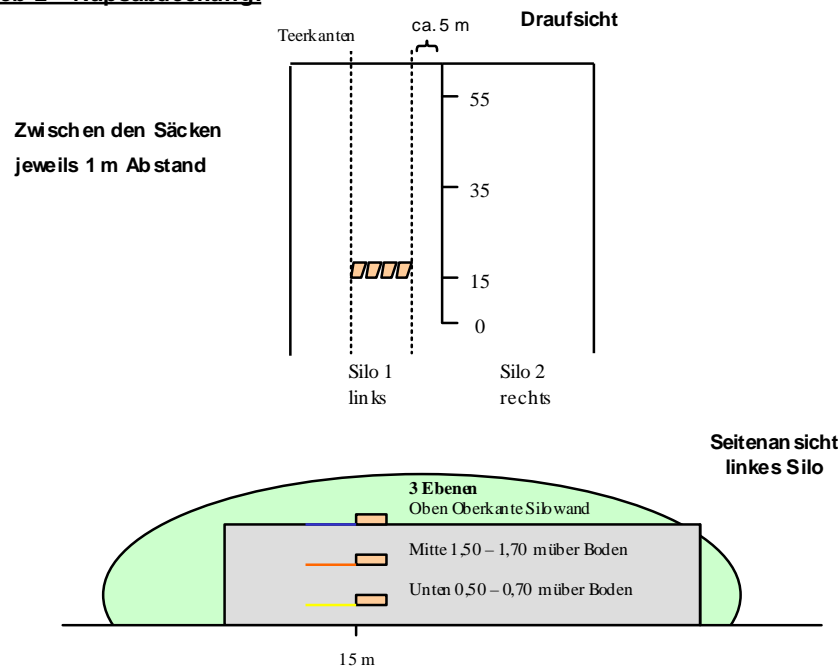 Draufsicht
ca. 5 m
Teerkanten
Zwischen den Säcken
jeweils 1 m Abstand
55
35
15
0
Silo 1
links
Silo 2
rechts
Seitenansicht
linkes Silo
3 Ebenen
Oben Oberkante Silowand
Mitte 1,50 – 1,70 m über Boden
Unten 0,50 – 0,70 m über Boden
15 m